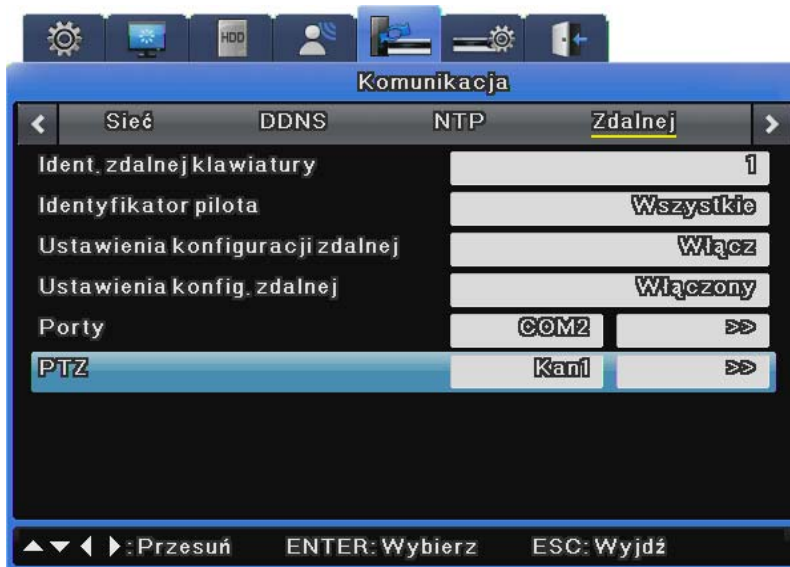 HDD
Komunikacja
Sieć DDNS NTP Zdalnej
Ident. zdalnej klawiatury 1
Identyfikator pilota Wszystkie
Ustawienia konfiguracji zdalnej Włącz
Ustawienia konfig. zdalnej Włączony
Porty COM2 >>
PTZ Kan1 >>
:Przesuń ENTER:Wybierz ESC:Wyjdź